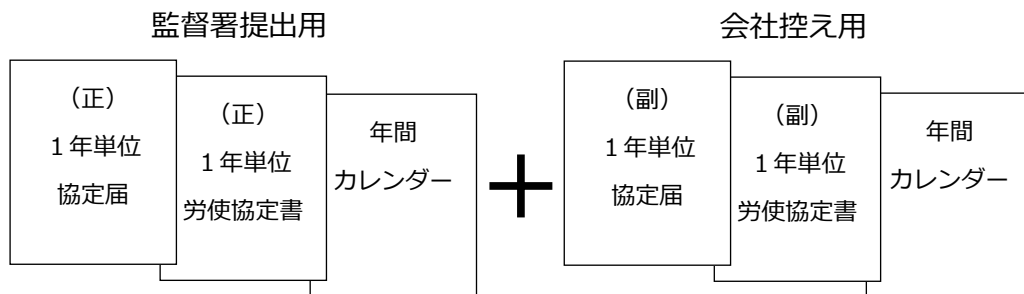 監督署提出用
（正）
１年単位
協定届
（正）
１年単位
労使協定書
年間
カレンダー
＋
会社控え用
（副）
１年単位
協定届
（副）
１年単位
労使協定書
年間
カレンダー